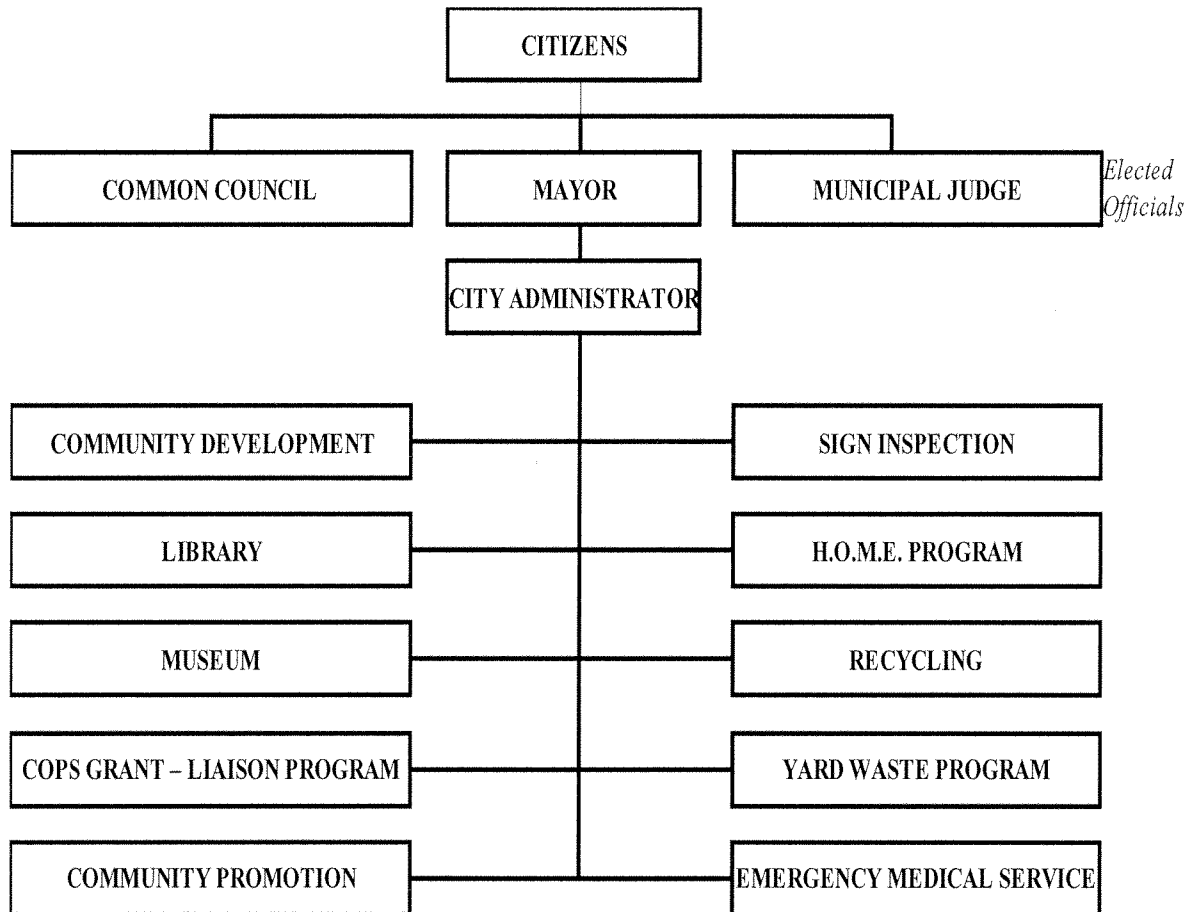 CITIZENS
COMMON COUNCIL
MAYOR
MUNICIPAL JUDGE
Elected
Officials
CITY ADMINISTRATOR
COMMUNITY DEVELOPMENT
SIGN INSPECTION
LIBRARY
H.O.M.E. PROGRAM
MUSEUM
RECYCLING
COPS GRANT – LIAISON PROGRAM
YARD WASTE PROGRAM
COMMUNITY PROMOTION
EMERGENCY MEDICAL SERVICE